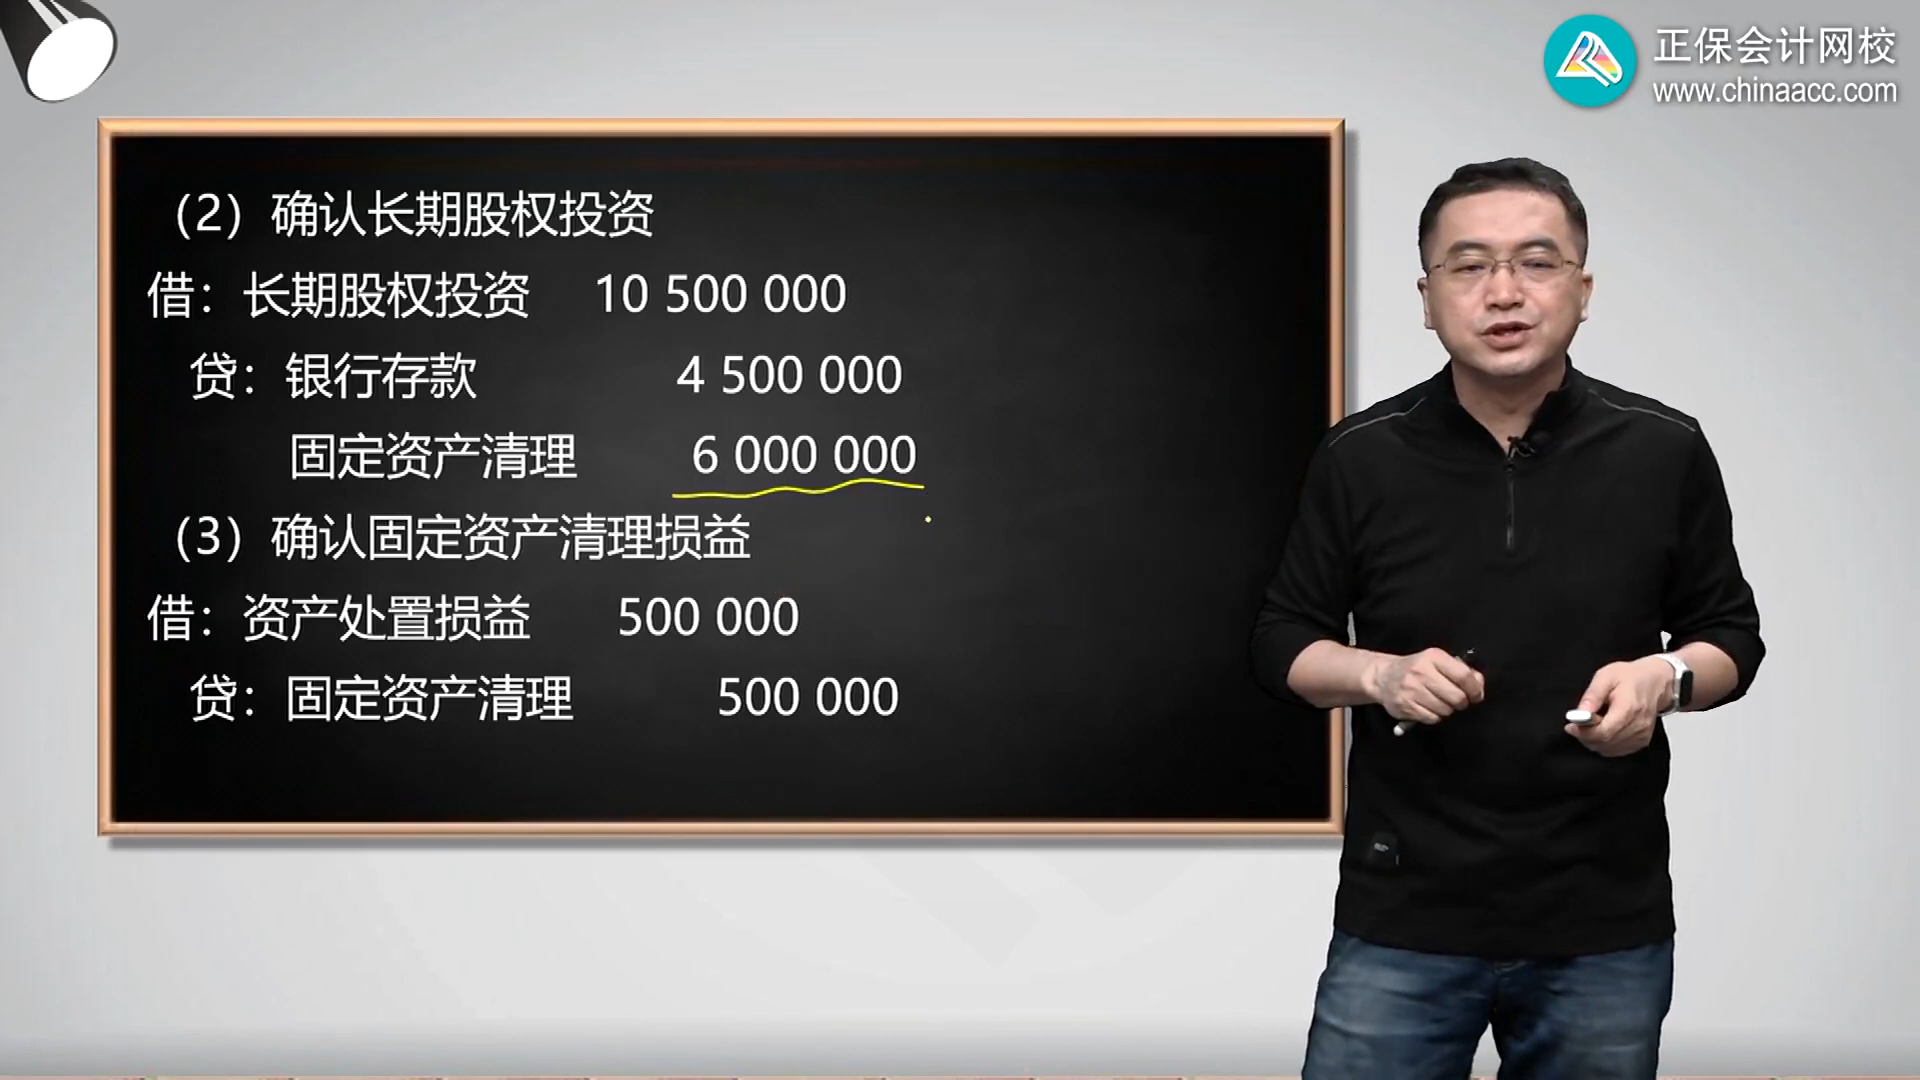 正保会计网校
www.chinaacc.com
（2）确认长期股权投资
借：长期股权投资 10 500 000
贷：银行存款 4 500 000
固定资产清理 6 000 000
（3）确认固定资产清理损益
借：资产处置损益 500 000
贷：固定资产清理 500 000